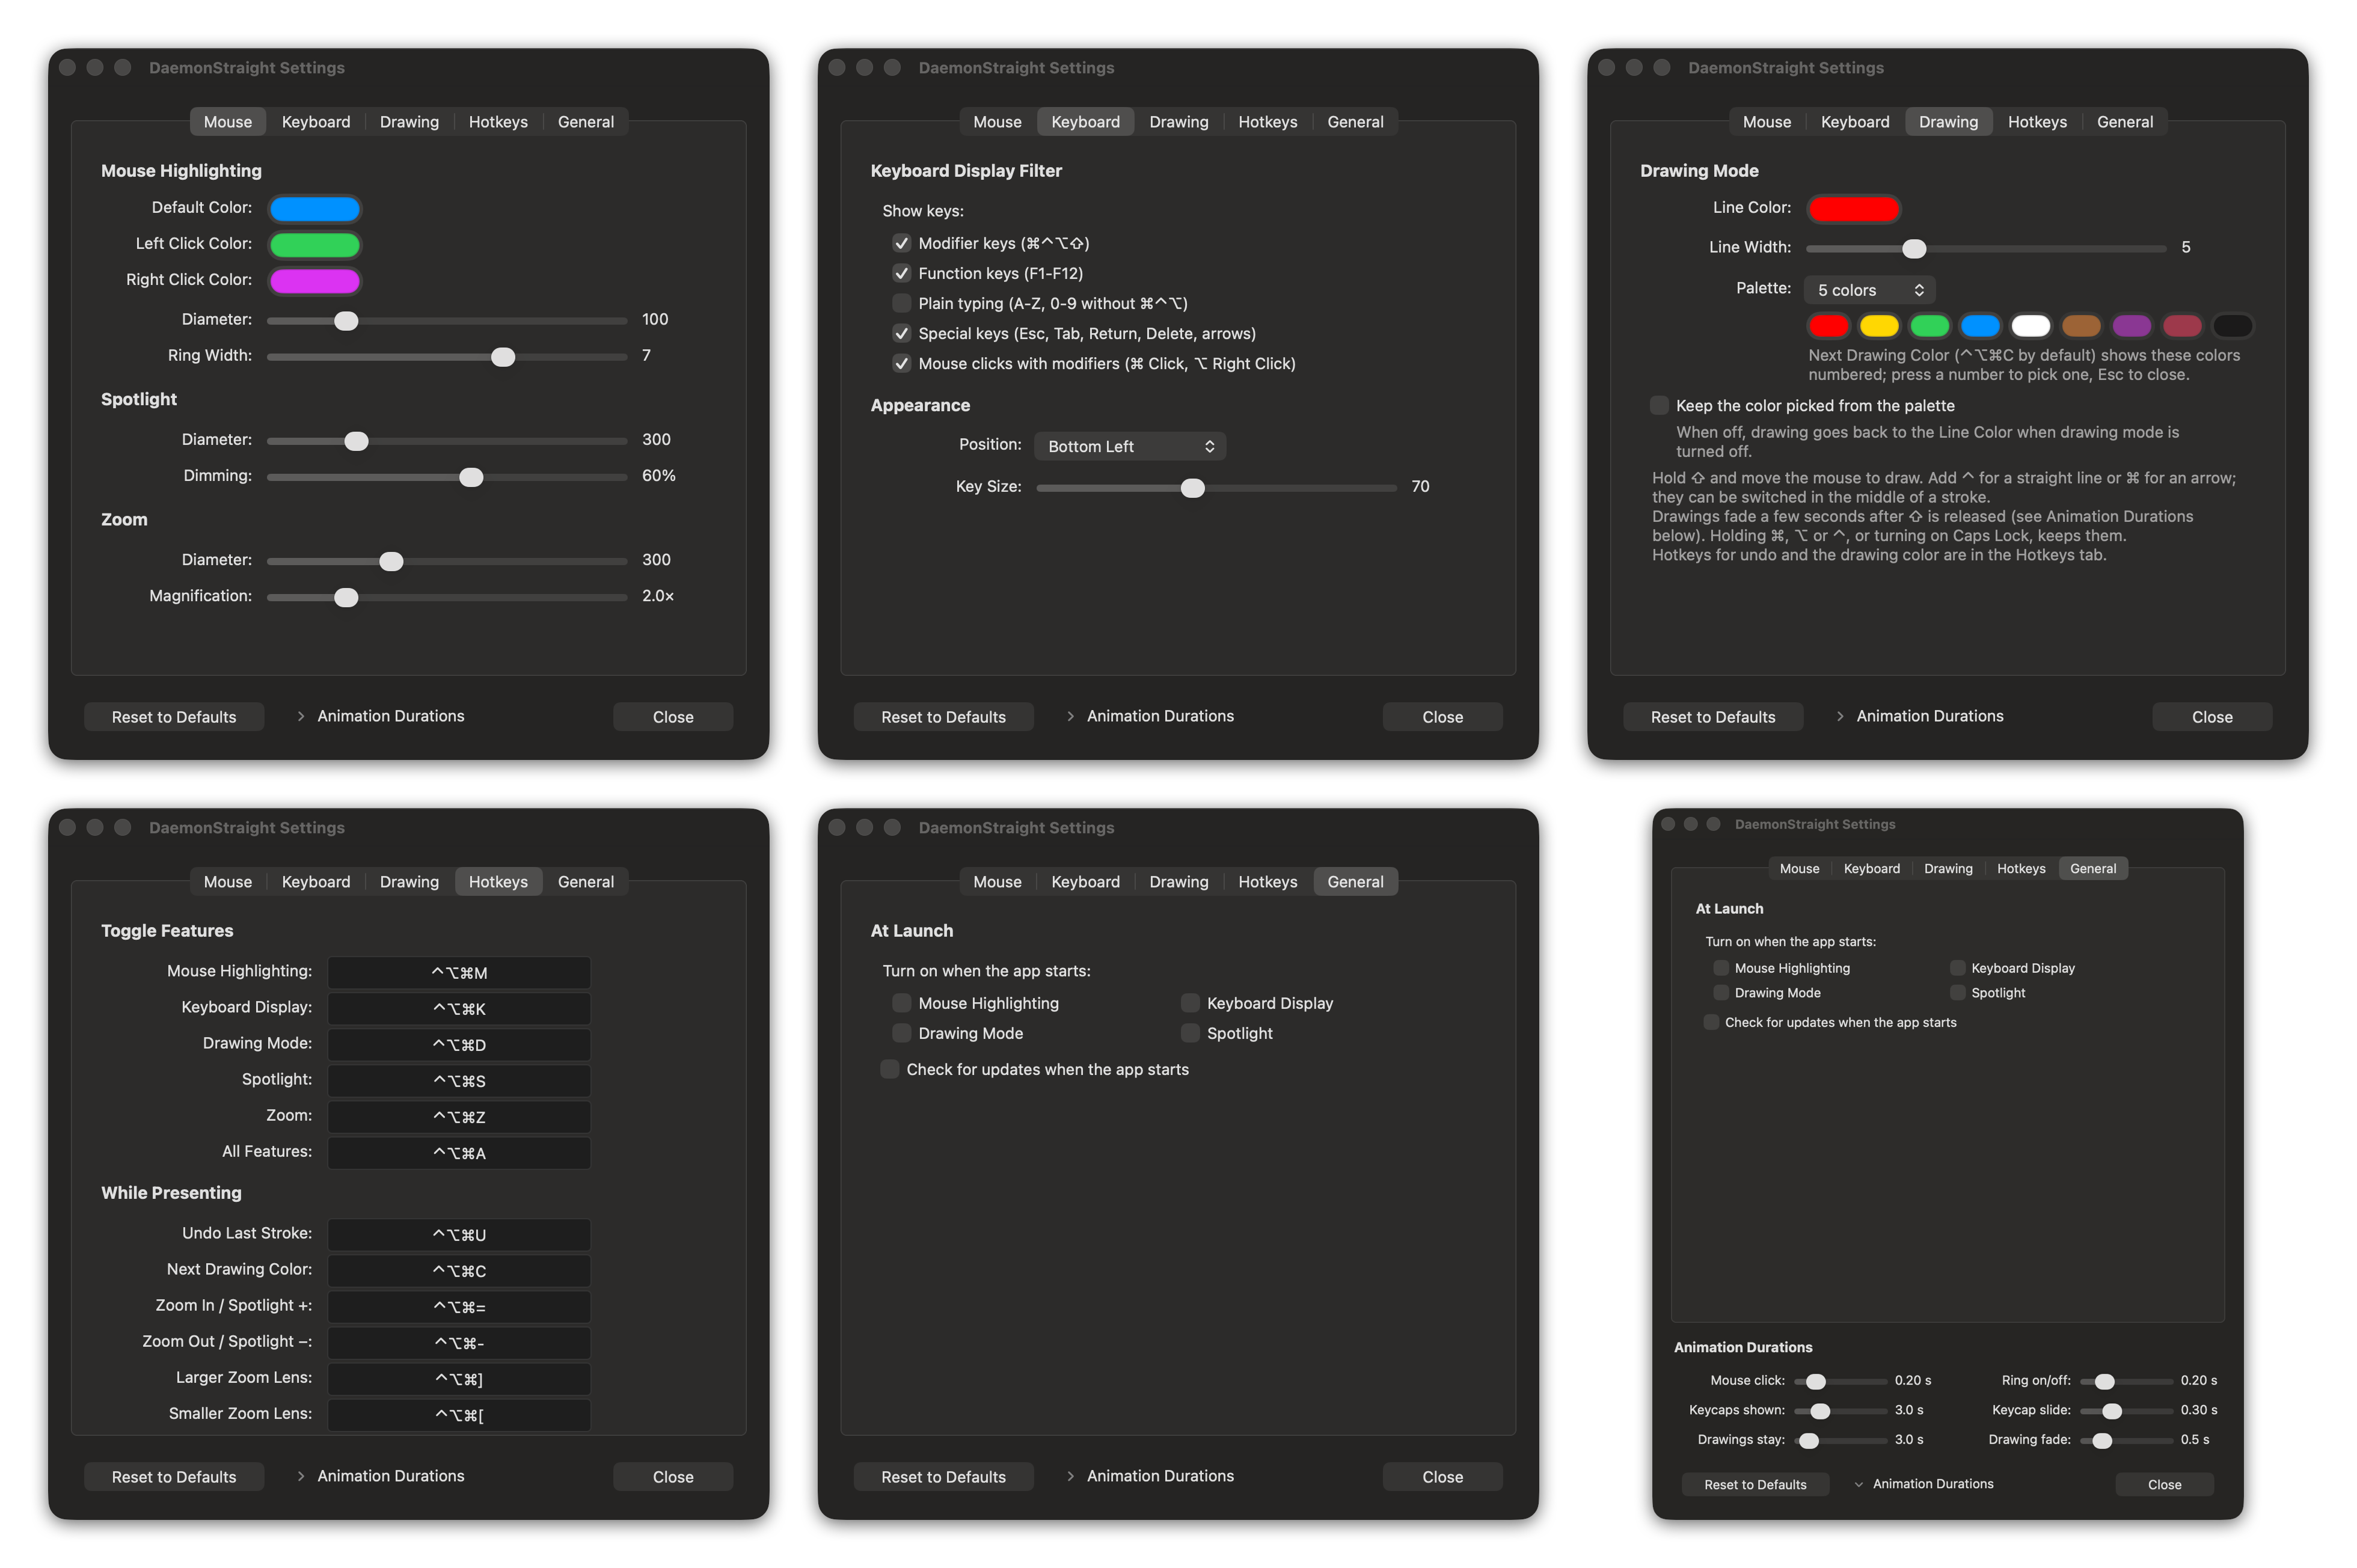 DaemonStraight Settings
Mouse Keyboard Drawing Hotkeys General
Mouse Highlighting
Default Color:
Left Click Color:
Right Click Color:
Diameter: 100
Ring Width: 7
Spotlight
Diameter: 300
Dimming: 60%
Zoom
Diameter: 300
Magnification: 2.0×
Reset to Defaults > Animation Durations Close
DaemonStraight Settings
Mouse Keyboard Drawing Hotkeys General
Keyboard Display Filter
Show keys:
Modifier keys (⌘⌃⌥⇧)
Function keys (F1-F12)
Plain typing (A-Z, 0-9 without ⌘⌃⌥)
Special keys (Esc, Tab, Return, Delete, arrows)
Mouse clicks with modifiers (⌘ Click, ⌥ Right Click)
Appearance
Position: Bottom Left
Key Size: 70
Reset to Defaults > Animation Durations Close
DaemonStraight Settings
Mouse Keyboard Drawing Hotkeys General
Drawing Mode
Line Color:
Line Width: 5
Palette: 5 colors
Next Drawing Color (⌃⌥⌘C by default) shows these colors
numbered; press a number to pick one, Esc to close.
Keep the color picked from the palette
When off, drawing goes back to the Line Color when drawing mode is
turned off.
Hold ⇧ and move the mouse to draw. Add ⌃ for a straight line or ⌘ for an arrow;
they can be switched in the middle of a stroke.
Drawings fade a few seconds after ⇧ is released (see Animation Durations
below). Holding ⌘, ⌥ or ⌃, or turning on Caps Lock, keeps them.
Hotkeys for undo and the drawing color are in the Hotkeys tab.
Reset to Defaults > Animation Durations Close
DaemonStraight Settings
Mouse Keyboard Drawing Hotkeys General
Toggle Features
Mouse Highlighting: ⌃⌥⌘M
Keyboard Display: ⌃⌥⌘K
Drawing Mode: ⌃⌥⌘D
Spotlight: ⌃⌥⌘S
Zoom: ⌃⌥⌘Z
All Features: ⌃⌥⌘A
While Presenting
Undo Last Stroke: ⌃⌥⌘U
Next Drawing Color: ⌃⌥⌘C
Zoom In / Spotlight +: ⌃⌥⌘=
Zoom Out / Spotlight −: ⌃⌥⌘-
Larger Zoom Lens: ⌃⌥⌘]
Smaller Zoom Lens: ⌃⌥⌘[
Reset to Defaults > Animation Durations Close
DaemonStraight Settings
Mouse Keyboard Drawing Hotkeys General
At Launch
Turn on when the app starts:
Mouse Highlighting Keyboard Display
Drawing Mode Spotlight
Check for updates when the app starts
Reset to Defaults > Animation Durations Close
DaemonStraight Settings
Mouse Keyboard Drawing Hotkeys General
At Launch
Turn on when the app starts:
Mouse Highlighting Keyboard Display
Drawing Mode Spotlight
Check for updates when the app starts
Animation Durations
Mouse click: 0.20 s Ring on/off: 0.20 s
Keycaps shown: 3.0 s Keycap slide: 0.30 s
Drawings stay: 3.0 s Drawing fade: 0.5 s
Reset to Defaults Animation Durations Close